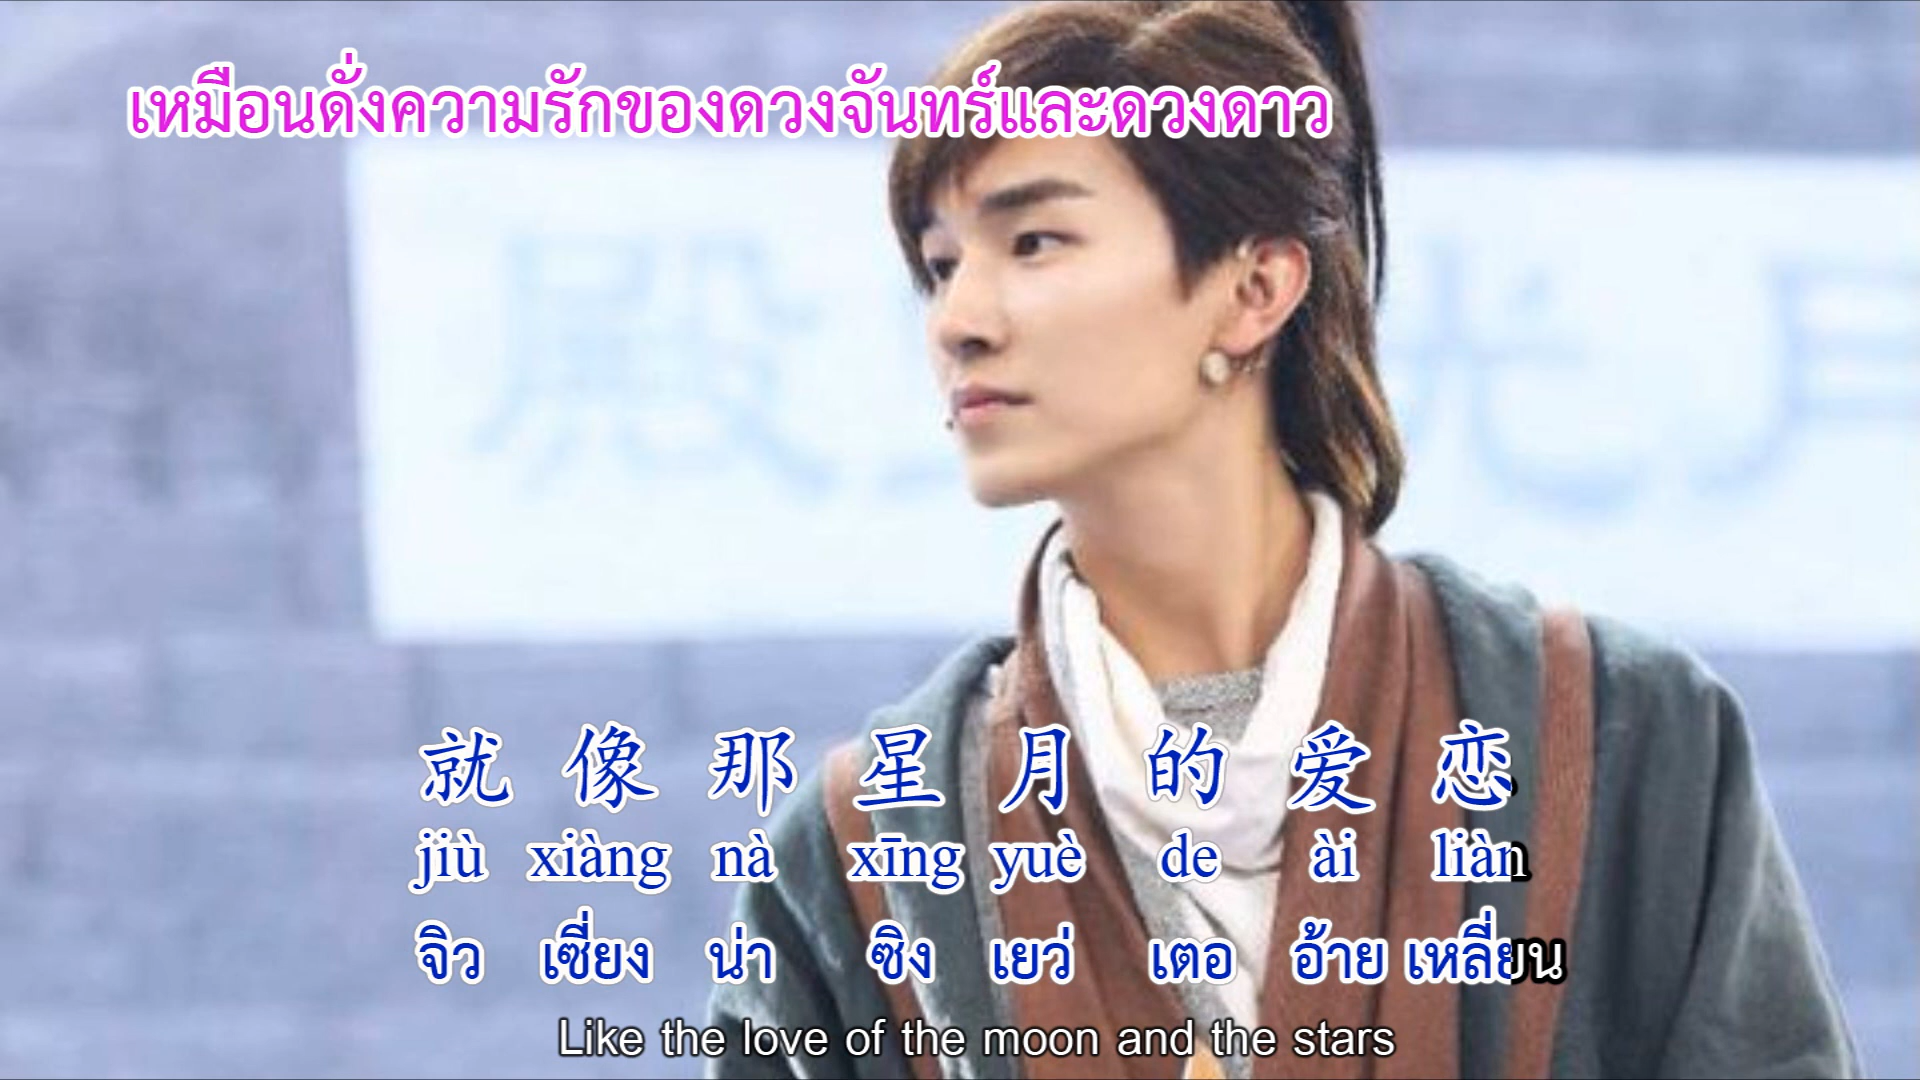 เหมือนดั่งความรักของดวงจันทร์และดวงดาว
就 像 那 星 月 的 爱 恋
jiù xiàng nà xīng yuè de ài liàn
จิว เซี่ยง น่า ซิง เยว่ เตอ อ้าย เหลี่ยน
Like the love of the moon and the stars